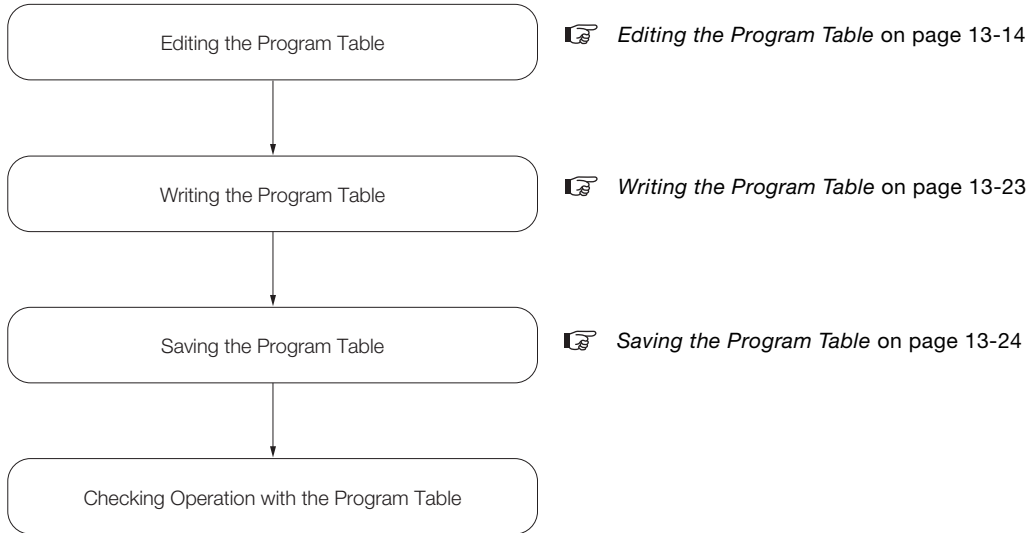 Editing the Program Table
Editing the Program Table on page 13-14
Writing the Program Table
Writing the Program Table on page 13-23
Saving the Program Table
Saving the Program Table on page 13-24
Checking Operation with the Program Table